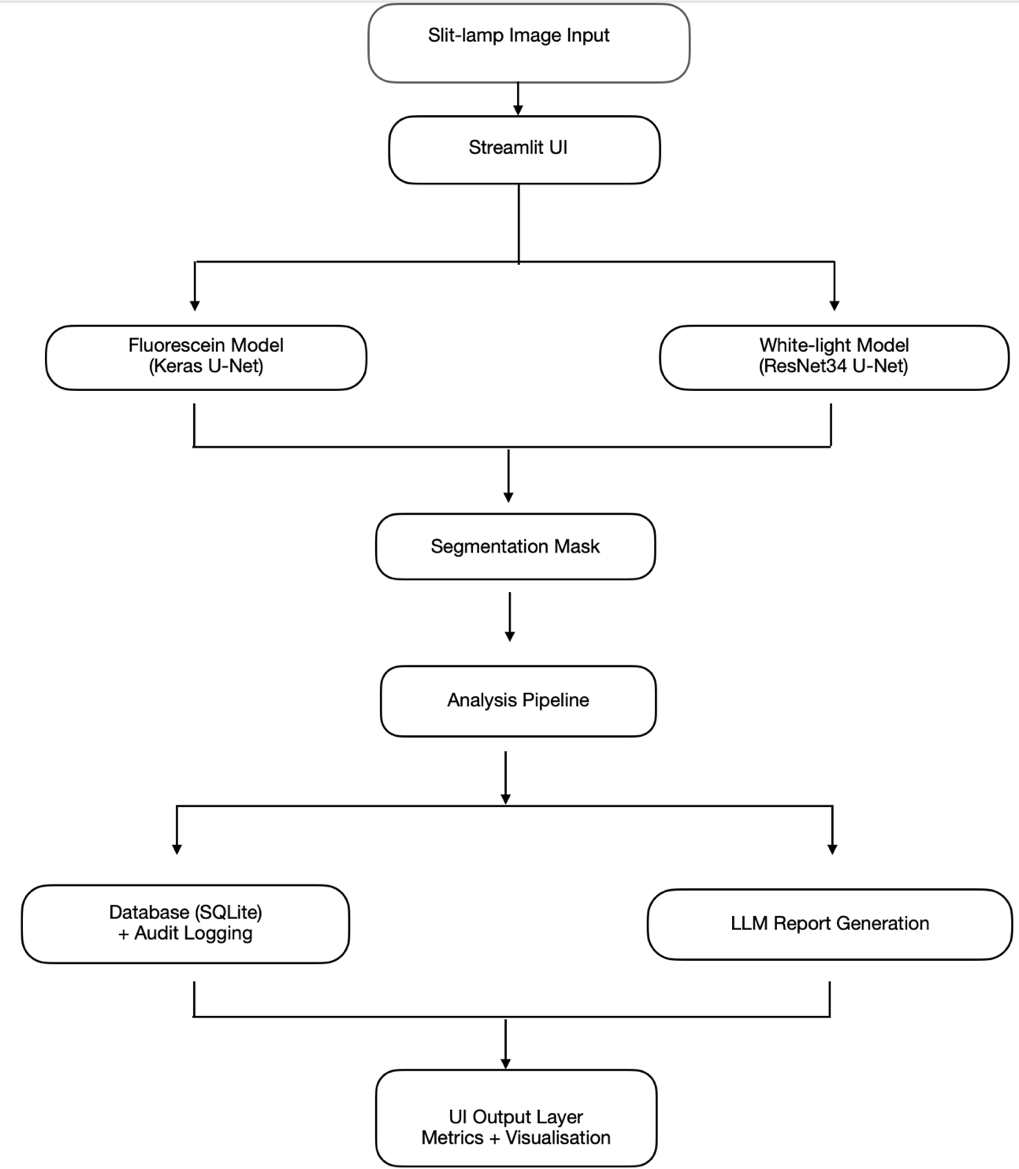 Slit-lamp Image Input
Streamlit UI
Fluorescein Model
(Keras U-Net)
White-light Model
(ResNet34 U-Net)
Segmentation Mask
Analysis Pipeline
Database (SQLite)
+ Audit Logging
LLM Report Generation
UI Output Layer
Metrics + Visualisation